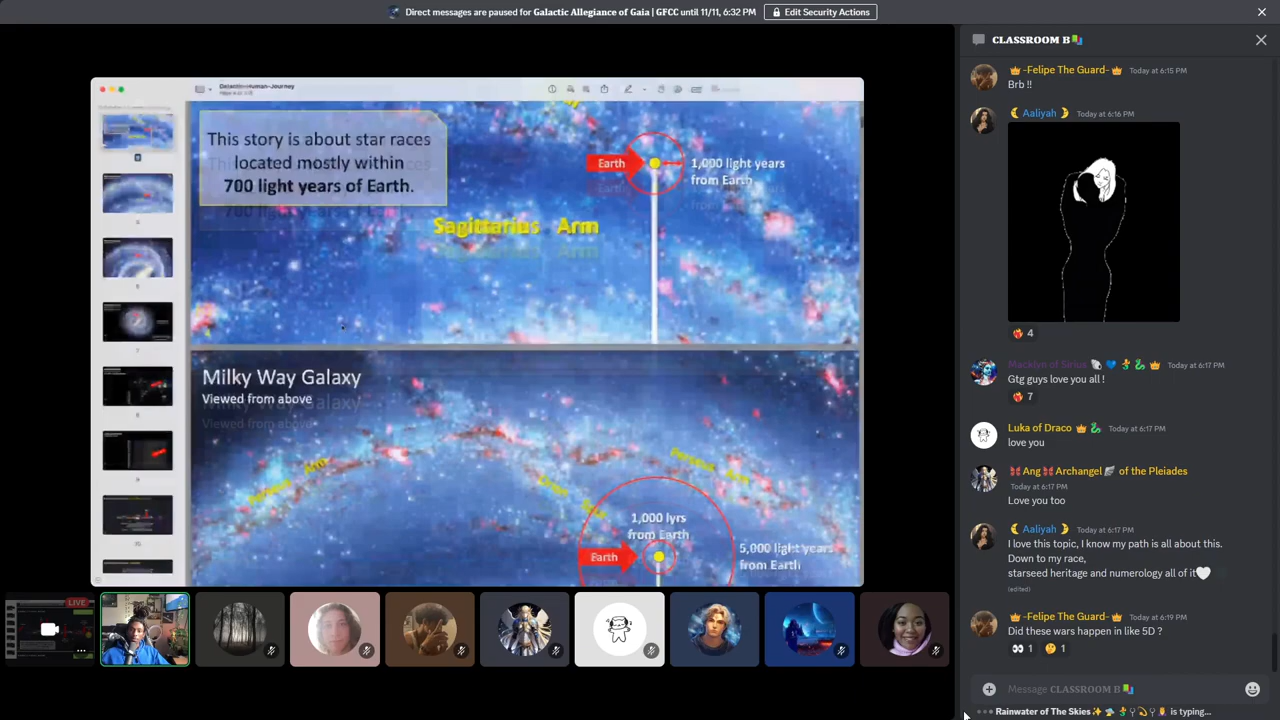 Direct messages are paused for Galactic Allegiance of Gaia | GFCC until 11/11, 6:32 PM
Edit Security Actions
Galactic-Human-Journey
This story is about star races
located mostly within
700 light years of Earth.
Earth
1,000 light years
from Earth
Sagittarius Arm
Milky Way Galaxy
Viewed from above
Perseus Arm
1,000 lyrs
from Earth
Earth
5,000 light years
from Earth
LIVE
CLASSROOM B
-Felipe The Guard- Today at 6:15 PM
Brb !!
Aaliyah Today at 6:16 PM
4
Macklyn of Sirius Today at 6:17 PM
Gtg guys love you all !
7
Luka of Draco Today at 6:17 PM
love you
Ang Archangel of the Pleiades
Today at 6:17 PM
Love you too
Aaliyah Today at 6:17 PM
I love this topic, I know my path is all about this.
Down to my race,
starseed heritage and numerology all of it
(edited)
-Felipe The Guard- Today at 6:19 PM
Did these wars happen in like 5D ?
1 1
Message CLASSROOM B
Rainwater of The Skies is typing...